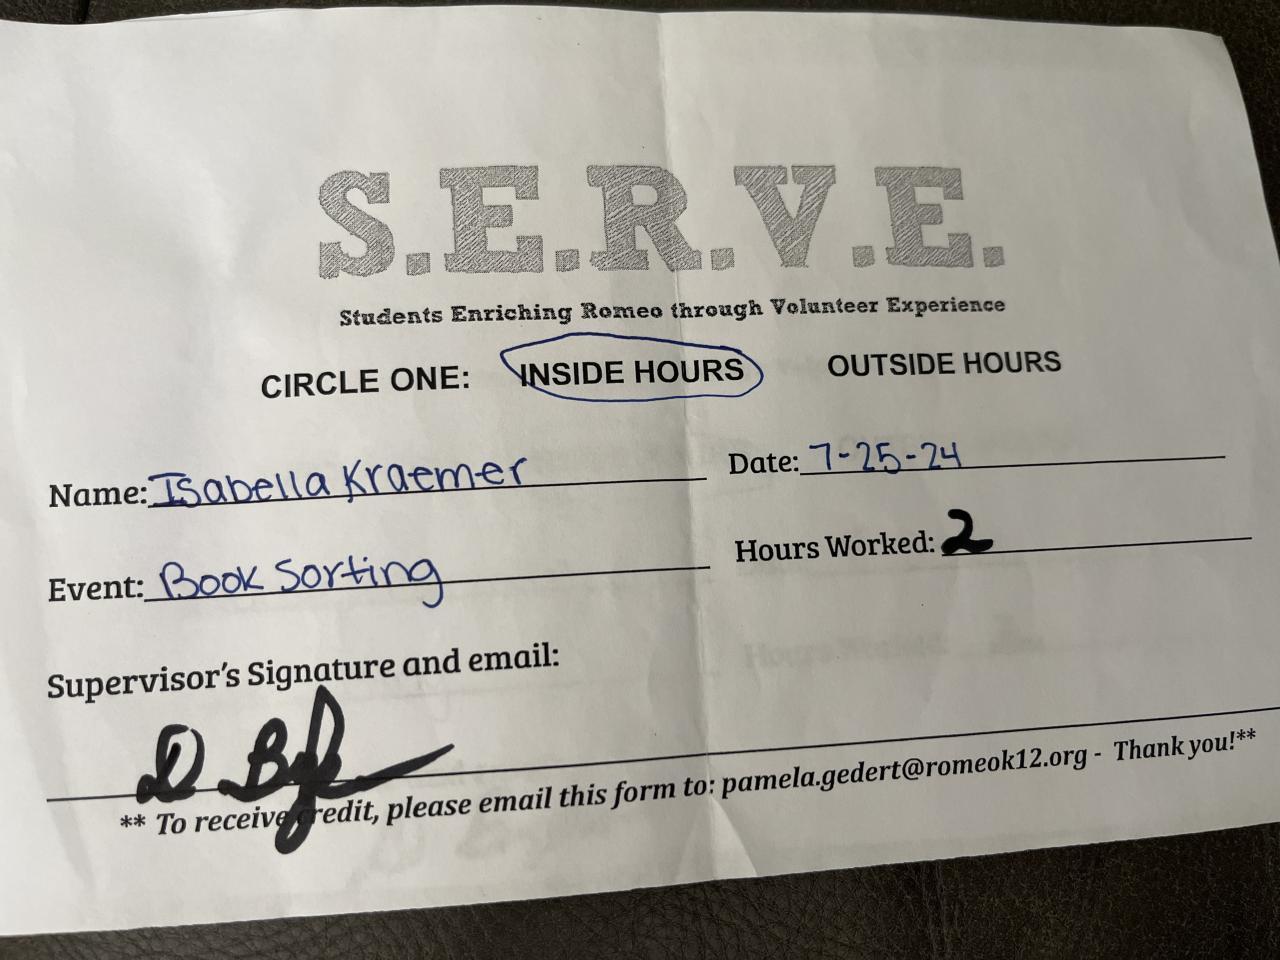 S.E.R.V.E.
Students Enriching Romeo through Volunteer Experience
CIRCLE ONE: INSIDE HOURS OUTSIDE HOURS
Name: Isabella Kraemer Date: 7-25-24
Event: Book Sorting Hours Worked: 2
Supervisor's Signature and email:
** To receive credit, please email this form to: pamela.gedert@romeok12.org - Thank you!**